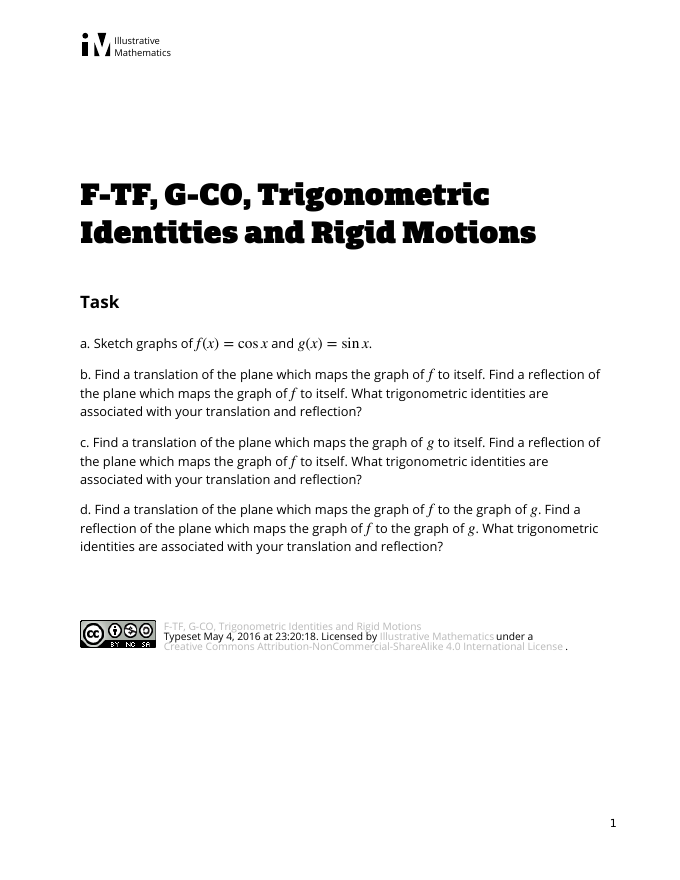 Illustrative
Mathematics
F-TF, G-CO, Trigonometric
Identities and Rigid Motions
Task
a. Sketch graphs of f(x) = cos x and g(x) = sin x.
b. Find a translation of the plane which maps the graph of f to itself. Find a reflection of
the plane which maps the graph of f to itself. What trigonometric identities are
associated with your translation and reflection?
c. Find a translation of the plane which maps the graph of g to itself. Find a reflection of
the plane which maps the graph of f to itself. What trigonometric identities are
associated with your translation and reflection?
d. Find a translation of the plane which maps the graph of f to the graph of g. Find a
reflection of the plane which maps the graph of f to the graph of g. What trigonometric
identities are associated with your translation and reflection?
cc BY NC SA
F-TF, G-CO, Trigonometric Identities and Rigid Motions
Typeset May 4, 2016 at 23:20:18. Licensed by Illustrative Mathematics under a
Creative Commons Attribution-NonCommercial-ShareAlike 4.0 International License .
1